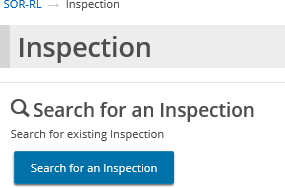 SOR-RL → Inspection
Inspection
Search for an Inspection
Search for existing Inspection
Search for an Inspection